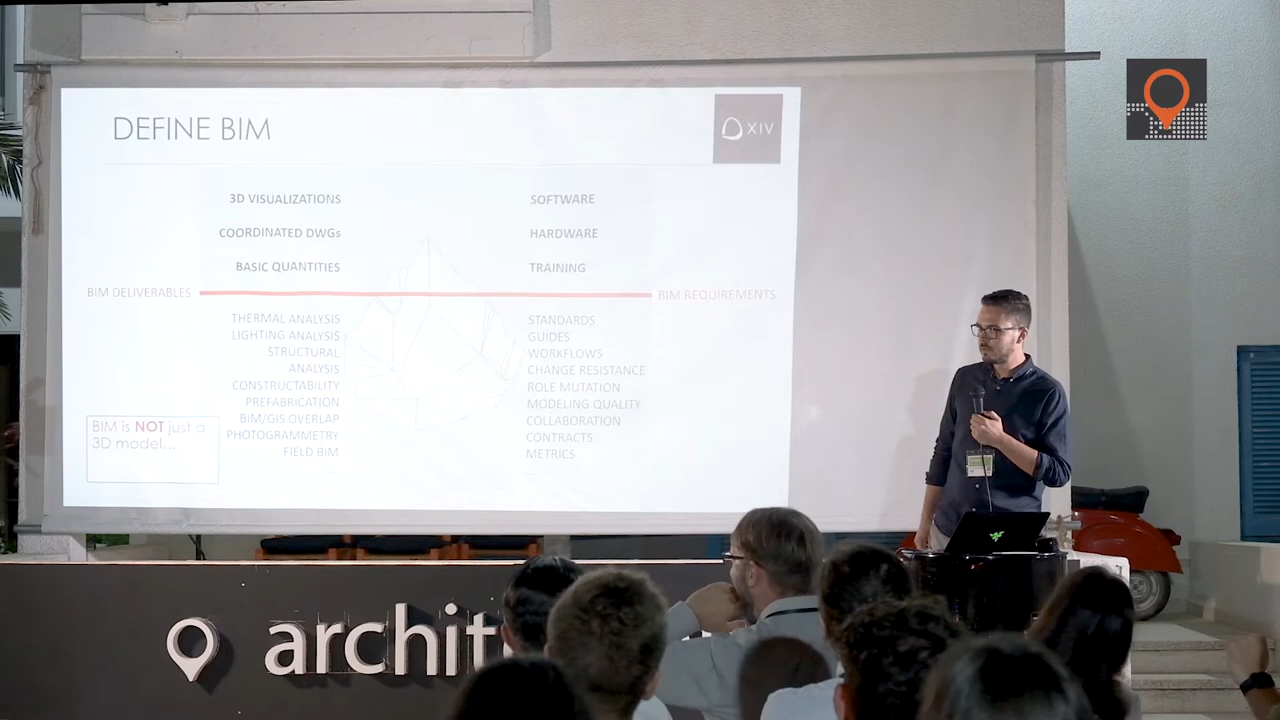 DEFINE BIM
XIV
3D VISUALIZATIONS
COORDINATED DWGs
BASIC QUANTITIES
SOFTWARE
HARDWARE
TRAINING
BIM DELIVERABLES
BIM REQUIREMENTS
THERMAL ANALYSIS
LIGHTING ANALYSIS
STRUCTURAL
ANALYSIS
CONSTRUCTABILITY
PREFABRICATION
BIM/GIS OVERLAP
PHOTOGRAMMETRY
FIELD BIM
STANDARDS
GUIDES
WORKFLOWS
CHANGE RESISTANCE
ROLE MUTATION
MODELING QUALITY
COLLABORATION
CONTRACTS
METRICS
BIM is NOT just a
3D model...
archit